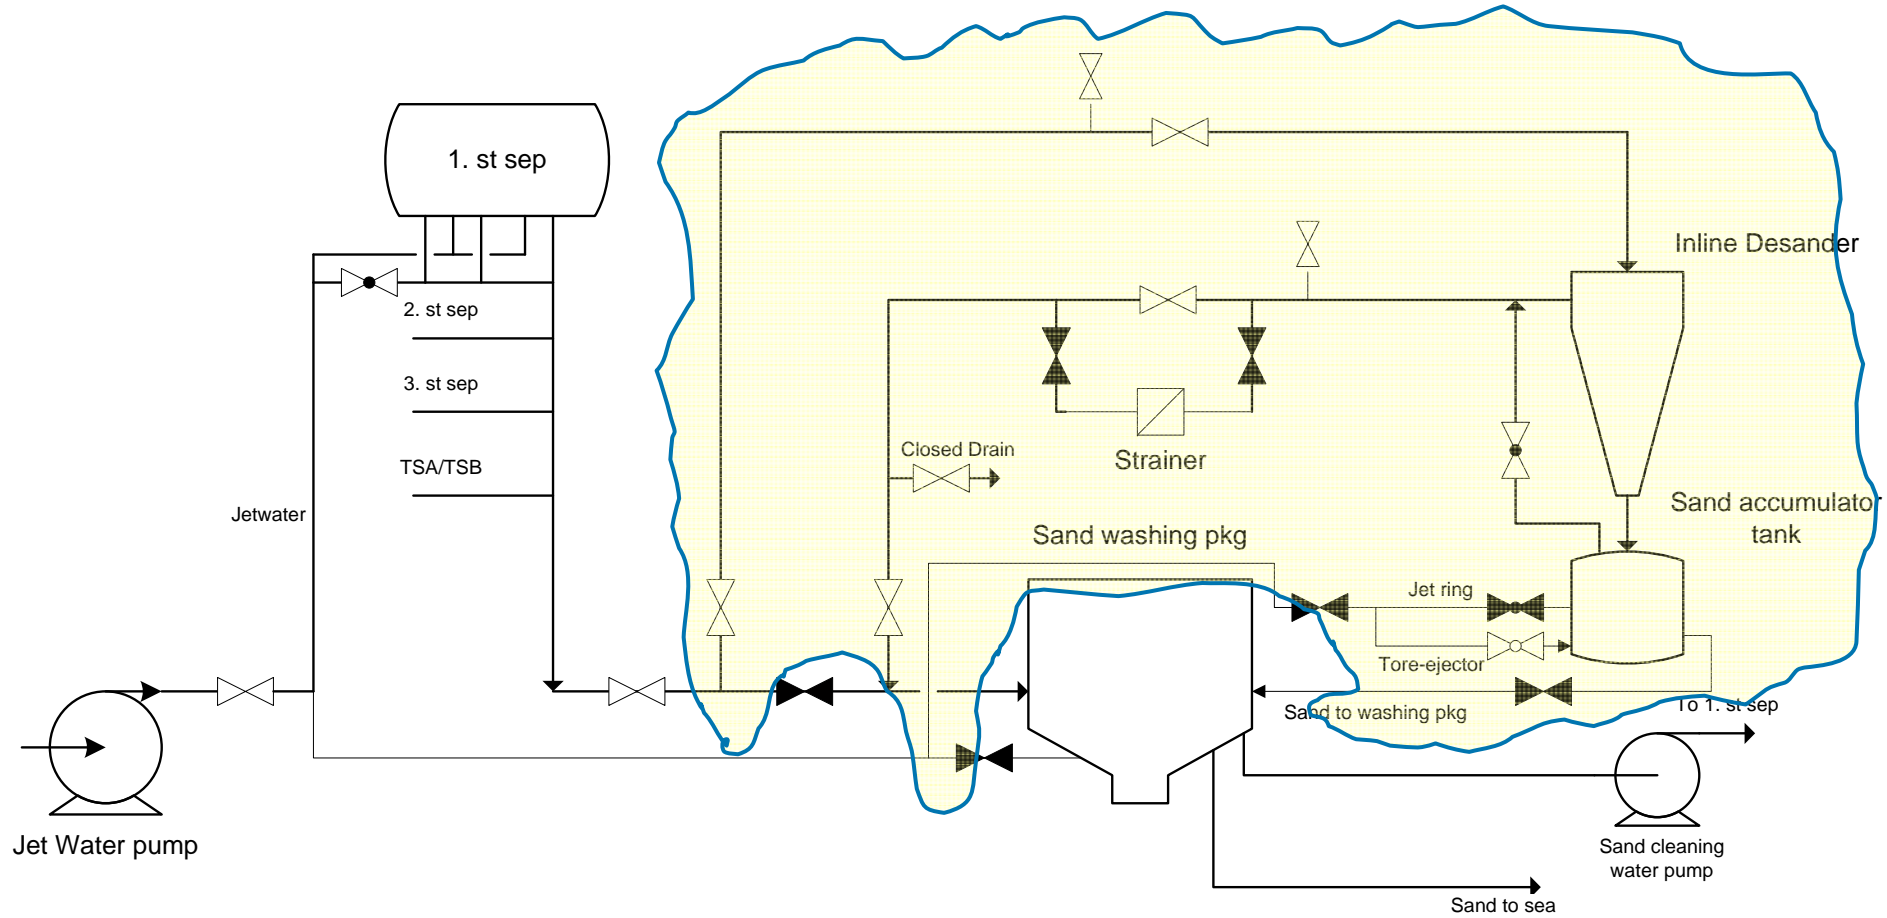 1. st sep
Inline Desander
2. st sep
3. st sep
Closed Drain
Strainer
TSA/TSB
Sand accumulator
tank
Jetwater
Sand washing pkg
Jet ring
Tore-ejector
Sand to washing pkg
To 1. st sep
Jet Water pump
Sand cleaning
water pump
Sand to sea